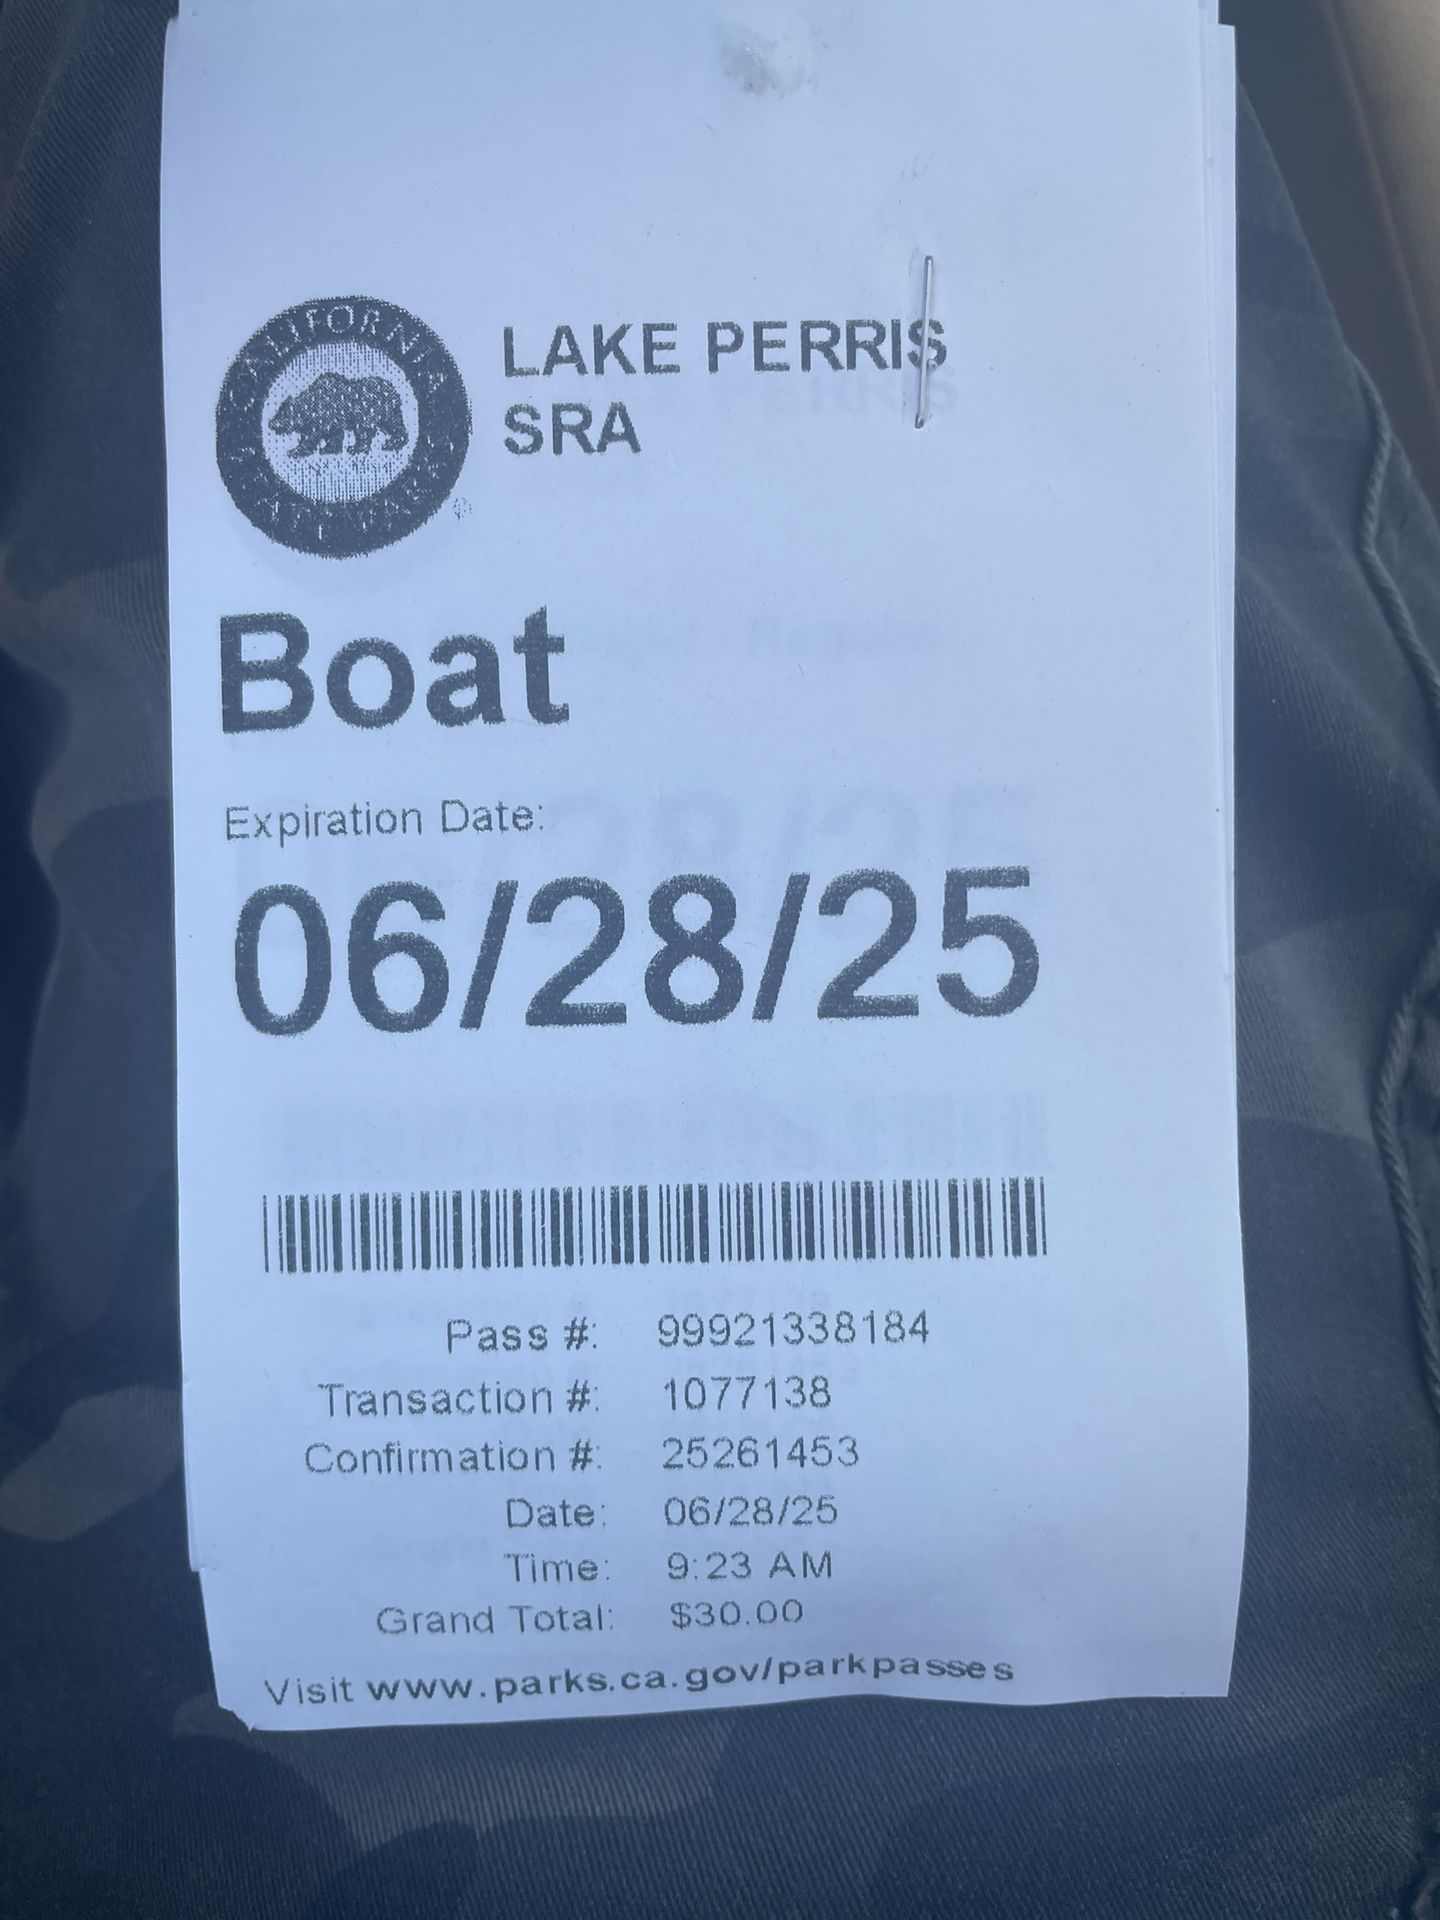 CALIFORNIA
LAKE PERRIS
SRA
Boat
Expiration Date:
06/28/25
Pass #: 99921338184
Transaction #: 1077138
Confirmation #: 25261453
Date: 06/28/25
Time: 9:23 AM
Grand Total: $30.00
Visit www.parks.ca.gov/parkpasses